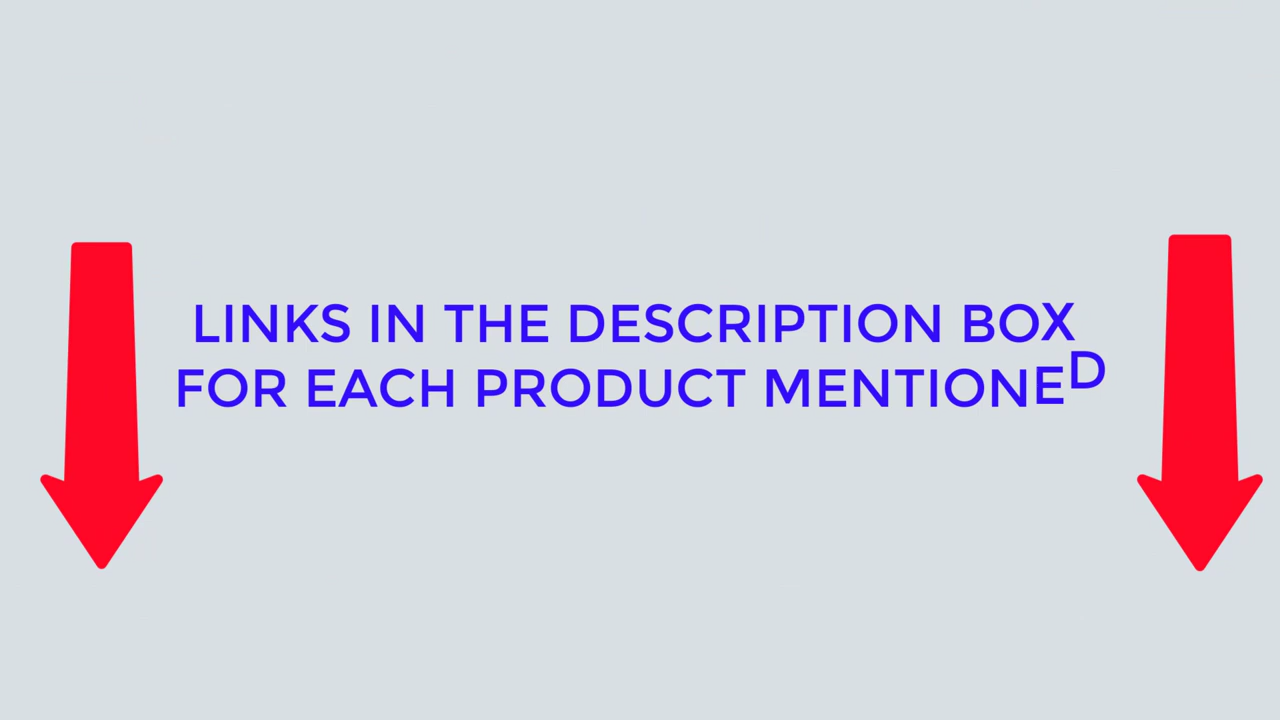 LINKS IN THE DESCRIPTION BOX
FOR EACH PRODUCT MENTIONED